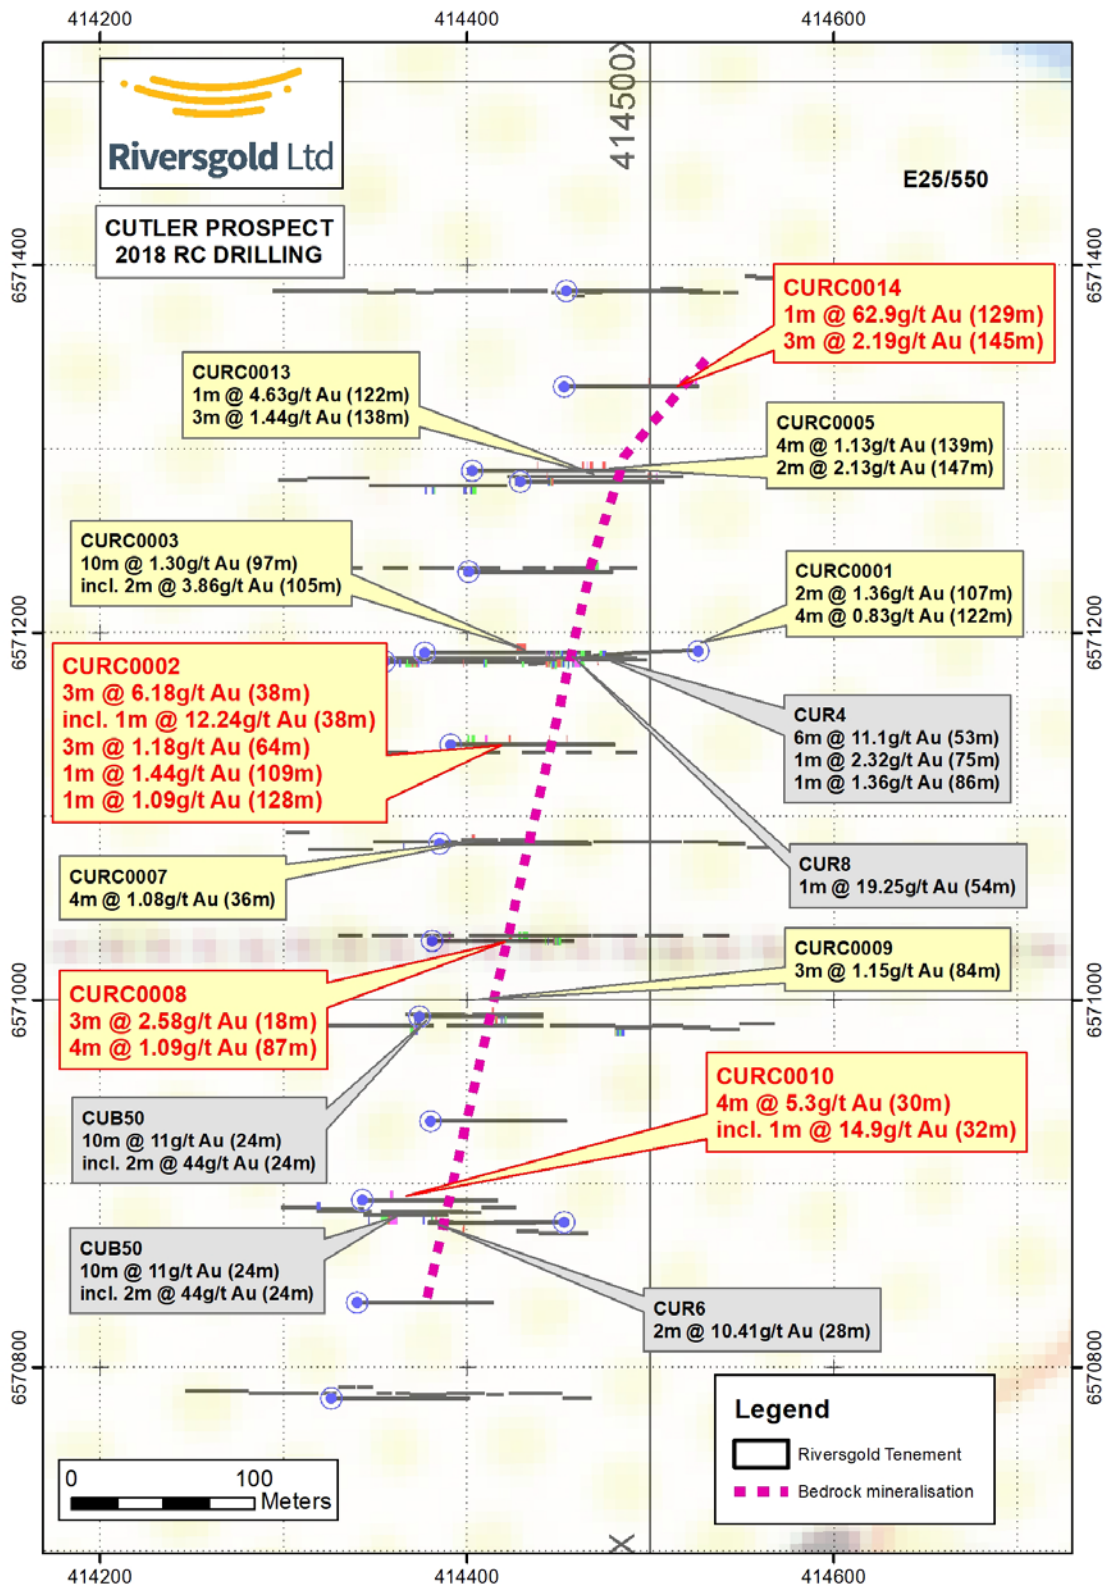 414200
414400
414600
Riversgold Ltd
414500X
E25/550
CUTLER PROSPECT
2018 RC DRILLING
6571400
6571400
CURC0014
1m @ 62.9g/t Au (129m)
3m @ 2.19g/t Au (145m)
CURC0013
1m @ 4.63g/t Au (122m)
3m @ 1.44g/t Au (138m)
CURC0005
4m @ 1.13g/t Au (139m)
2m @ 2.13g/t Au (147m)
CURC0003
10m @ 1.30g/t Au (97m)
incl. 2m @ 3.86g/t Au (105m)
CURC0001
2m @ 1.36g/t Au (107m)
4m @ 0.83g/t Au (122m)
6571200
6571200
CURC0002
3m @ 6.18g/t Au (38m)
incl. 1m @ 12.24g/t Au (38m)
3m @ 1.18g/t Au (64m)
1m @ 1.44g/t Au (109m)
1m @ 1.09g/t Au (128m)
CUR4
6m @ 11.1g/t Au (53m)
1m @ 2.32g/t Au (75m)
1m @ 1.36g/t Au (86m)
CUR8
1m @ 19.25g/t Au (54m)
CURC0007
4m @ 1.08g/t Au (36m)
CURC0009
3m @ 1.15g/t Au (84m)
6571000
6571000
CURC0008
3m @ 2.58g/t Au (18m)
4m @ 1.09g/t Au (87m)
CURC0010
4m @ 5.3g/t Au (30m)
incl. 1m @ 14.9g/t Au (32m)
CUB50
10m @ 11g/t Au (24m)
incl. 2m @ 44g/t Au (24m)
CUB50
10m @ 11g/t Au (24m)
incl. 2m @ 44g/t Au (24m)
CUR6
2m @ 10.41g/t Au (28m)
6570800
6570800
Legend
Riversgold Tenement
Bedrock mineralisation
0 100
Meters
X
414200
414400
414600